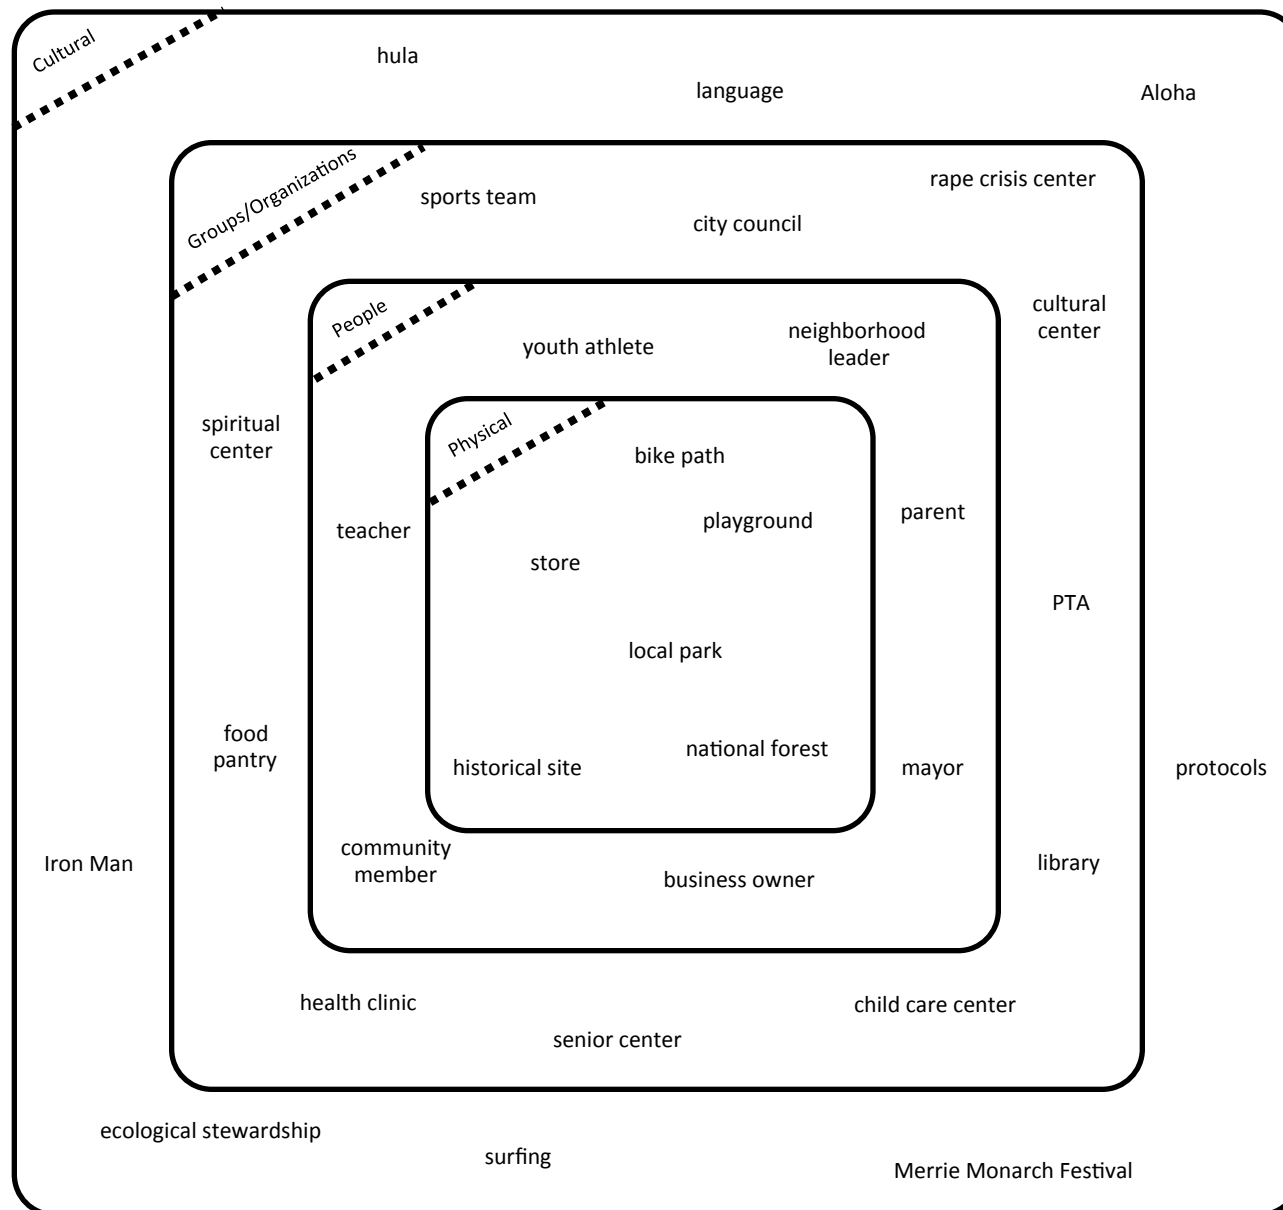 Cultural
hula
language
Aloha
Groups/Organizations
sports team
rape crisis center
city council
People
youth athlete
neighborhood
leader
cultural
center
Physical
bike path
spiritual
center
teacher
playground
parent
store
PTA
local park
food
pantry
historical site
national forest
mayor
protocols
Iron Man
community
member
business owner
library
health clinic
child care center
senior center
ecological stewardship
surfing
Merrie Monarch Festival